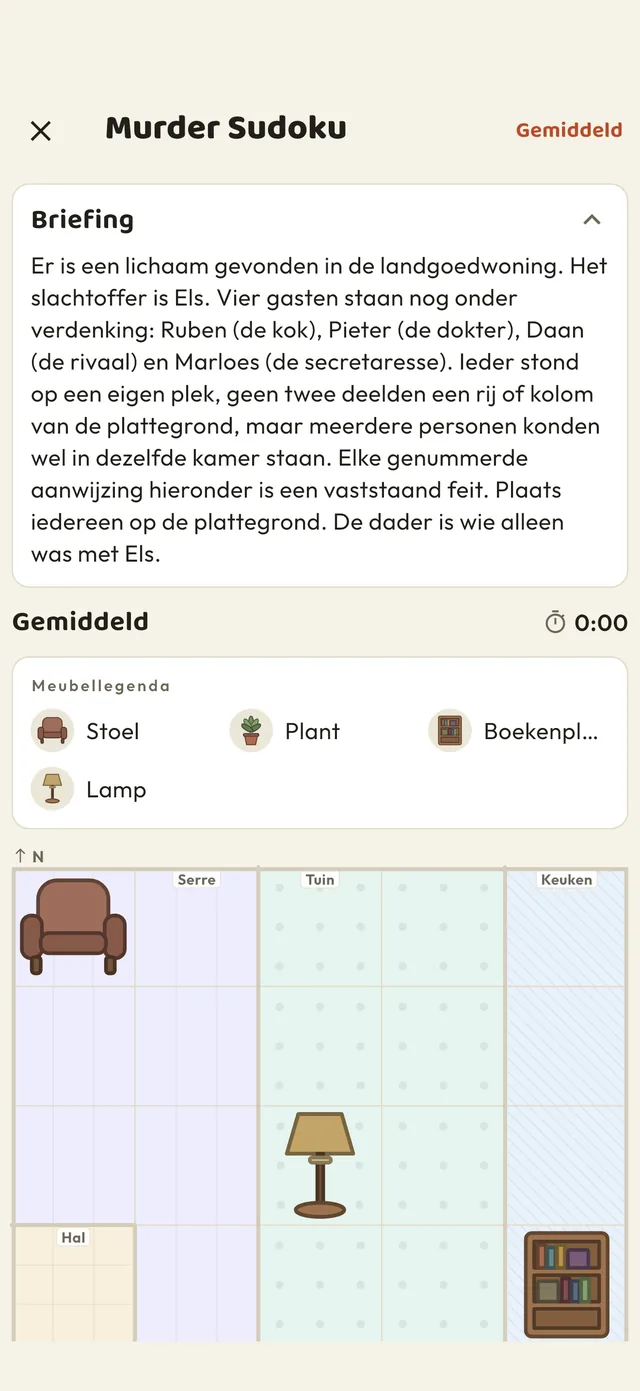 Murder Sudoku
Gemiddeld
Briefing
Er is een lichaam gevonden in de landgoedwoning. Het
slachtoffer is Els. Vier gasten staan nog onder
verdenking: Ruben (de kok), Pieter (de dokter), Daan
(de rivaal) en Marloes (de secretaresse). Ieder stond
op een eigen plek, geen twee deelden een rij of kolom
van de plattegrond, maar meerdere personen konden
wel in dezelfde kamer staan. Elke genummerde
aanwijzing hieronder is een vaststaand feit. Plaats
iedereen op de plattegrond. De dader is wie alleen
was met Els.
Gemiddeld
0:00
Meubellegenda
Stoel
Plant
Boekenpl...
Lamp
↑ N
Serre
Tuin
Keuken
Hal